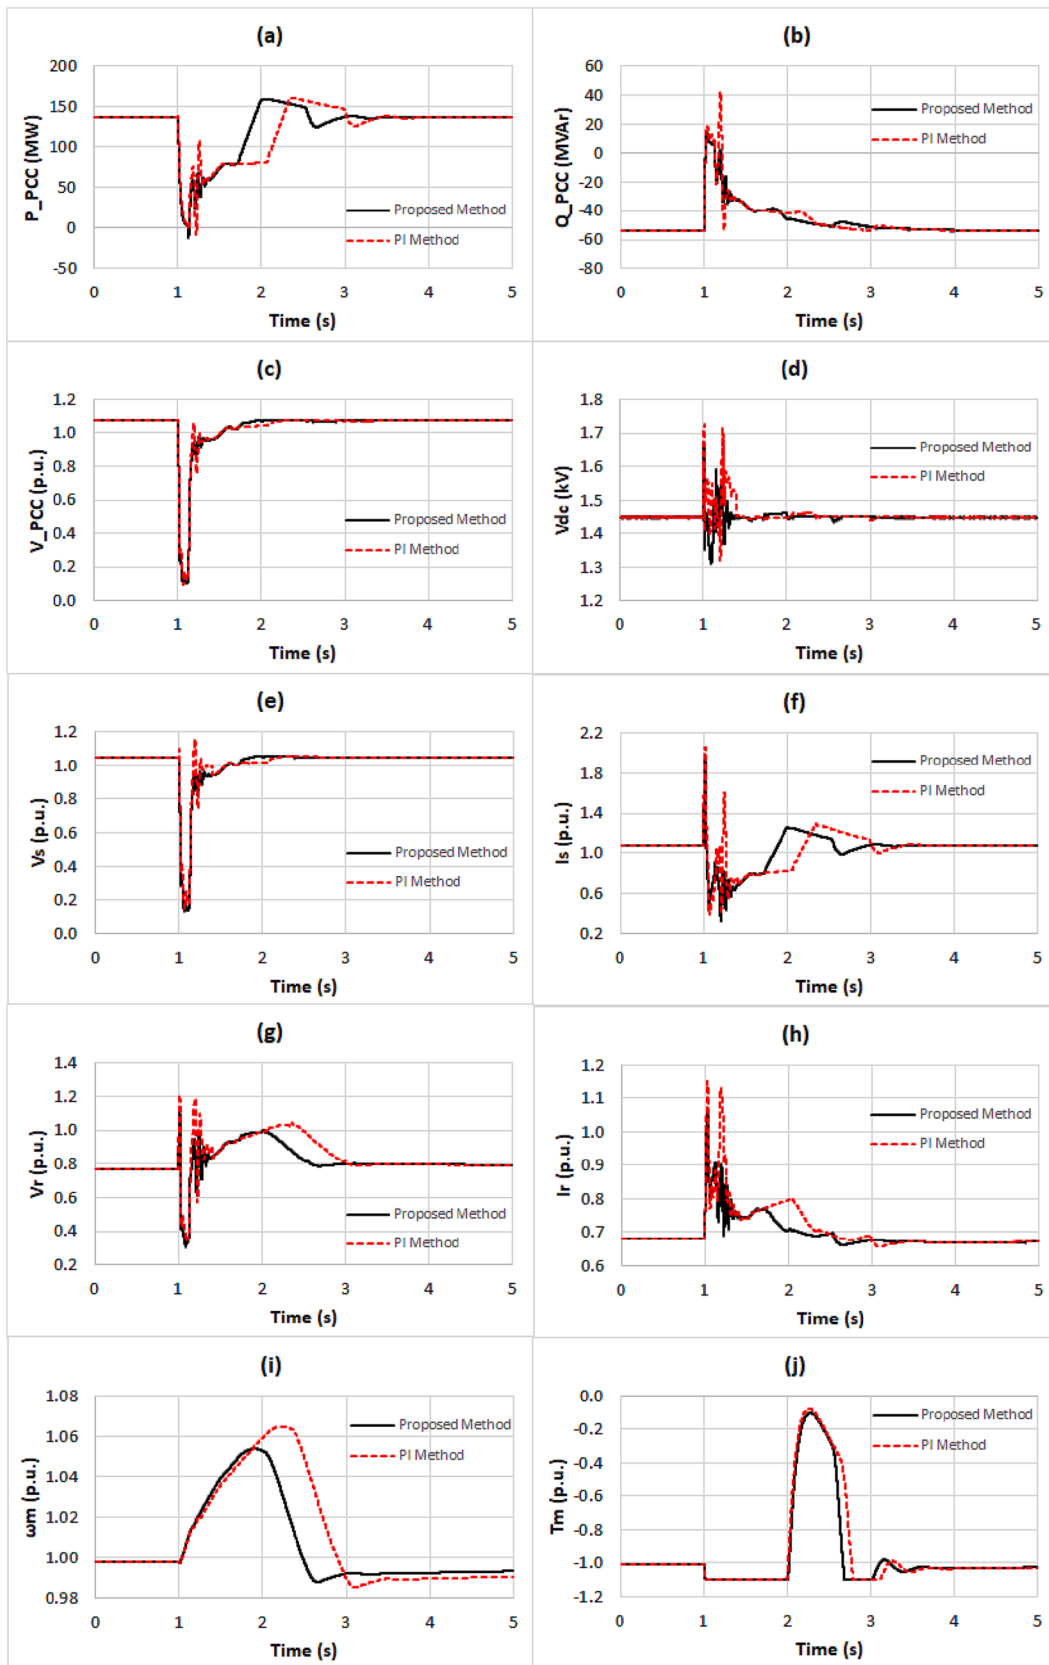 (a)
200
150
100
50
0
-50
P_PCC (MW)
Proposed Method
PI Method
0 1 2 3 4 5
Time (s)
(b)
60
40
20
0
-20
-40
-60
-80
Q_PCC (MVAr)
Proposed Method
PI Method
0 1 2 3 4 5
Time (s)
(c)
1.2
1.0
0.8
0.6
0.4
0.2
0.0
V_PCC (p.u.)
Proposed Method
PI Method
0 1 2 3 4 5
Time (s)
(d)
1.8
1.7
1.6
1.5
1.4
1.3
1.2
Vdc (kV)
Proposed Method
PI Method
0 1 2 3 4 5
Time (s)
(e)
1.2
1.0
0.8
0.6
0.4
0.2
0.0
Vs (p.u.)
Proposed Method
PI Method
0 1 2 3 4 5
Time (s)
(f)
2.2
1.8
1.4
1.0
0.6
0.2
Is (p.u.)
Proposed Method
PI Method
0 1 2 3 4 5
Time (s)
(g)
1.4
1.2
1.0
0.8
0.6
0.4
0.2
Vr (p.u.)
Proposed Method
PI Method
0 1 2 3 4 5
Time (s)
(h)
1.2
1.1
1.0
0.9
0.8
0.7
0.6
Ir (p.u.)
Proposed Method
PI Method
0 1 2 3 4 5
Time (s)
(i)
1.08
1.06
1.04
1.02
1.00
0.98
ωm (p.u.)
Proposed Method
PI Method
0 1 2 3 4 5
Time (s)
(j)
0.0
-0.2
-0.4
-0.6
-0.8
-1.0
-1.2
Tm (p.u.)
Proposed Method
PI Method
0 1 2 3 4 5
Time (s)